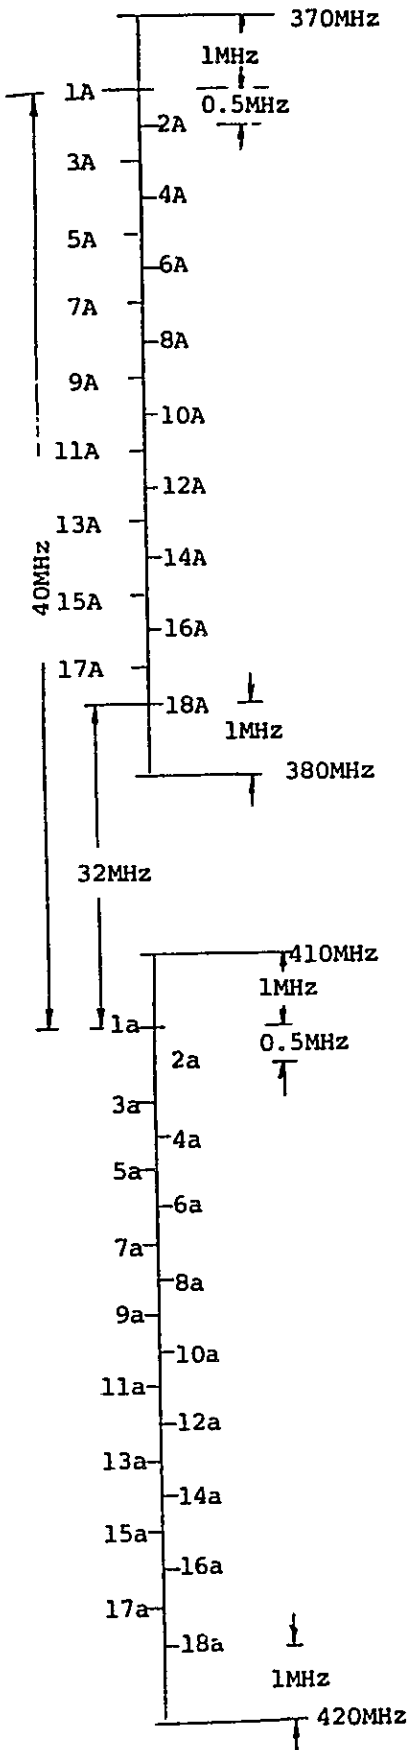 370MHz
1MHz
1A
0.5MHz
2A
3A
4A
5A
6A
7A
8A
9A
10A
11A
12A
13A
40MHz
14A
15A
16A
17A
18A
1MHz
380MHz
32MHz
410MHz
1MHz
1a
0.5MHz
2a
3a
4a
5a
6a
7a
8a
9a
10a
11a
12a
13a
14a
15a
16a
17a
18a
1MHz
420MHz